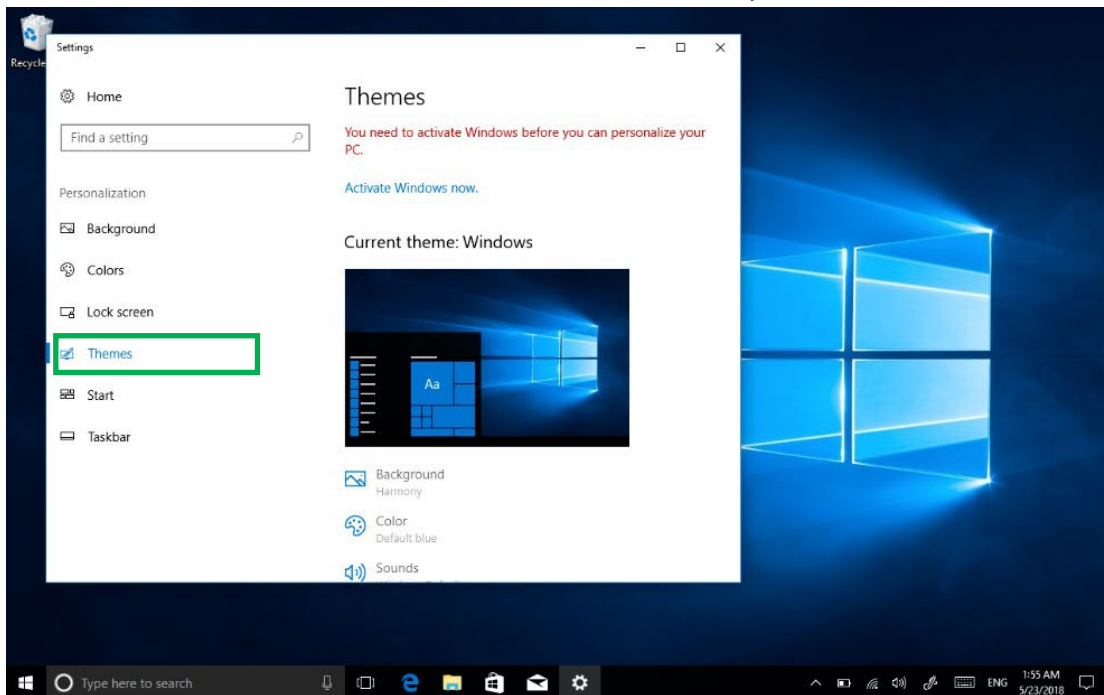 Recycle
Settings
Home
Find a setting
Personalization
Background
Colors
Lock screen
Themes
Start
Taskbar
Themes
You need to activate Windows before you can personalize your
PC.
Activate Windows now.
Current theme: Windows
Aa
Background
Harmony
Color
Default blue
Sounds
Type here to search
ENG
1:55 AM
5/23/2018